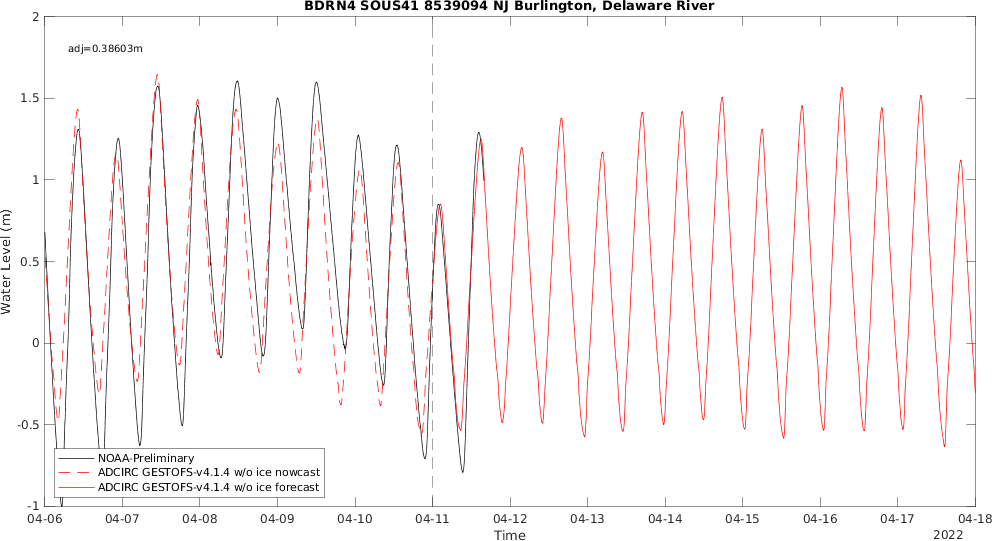 BDRN4 SOUS41 8539094 NJ Burlington, Delaware River
2
adj=0.38603m
1.5
1
0.5
0
-0.5
-1
Water Level (m)
NOAA-Preliminary
ADCIRC GESTOFS-v4.1.4 w/o ice nowcast
ADCIRC GESTOFS-v4.1.4 w/o ice forecast
04-06 04-07 04-08 04-09 04-10 04-11 04-12 04-13 04-14 04-15 04-16 04-17 04-18
Time
2022